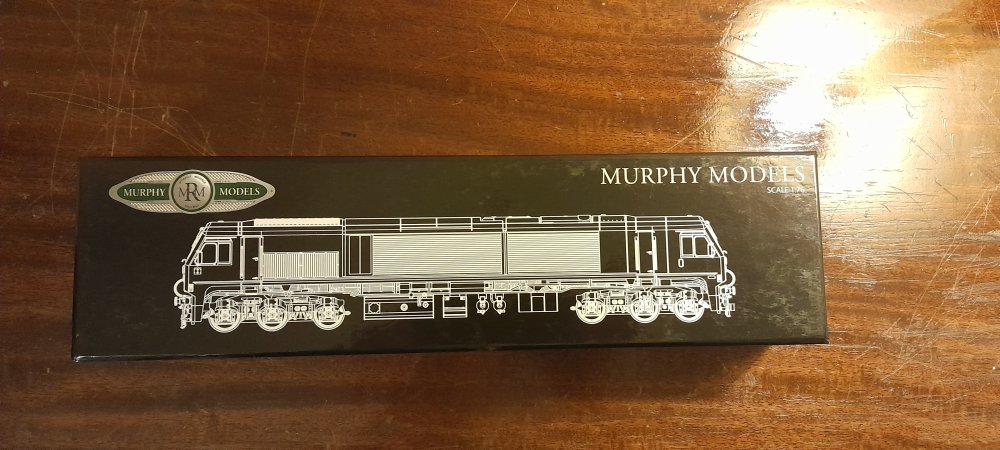 MURPHY MRM MODELS
MURPHY MODELS
SCALE 1:76